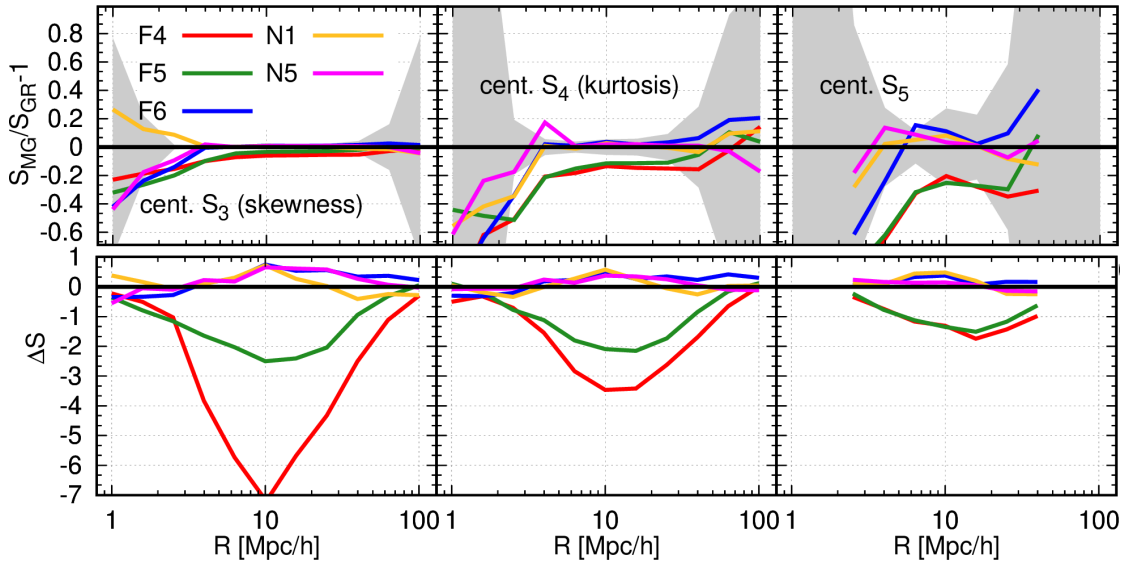 0.8
0.6
0.4
0.2
0
-0.2
-0.4
-0.6
S_MG/S_GR-1
F4
N1
F5
N5
F6
cent. S_3 (skewness)
cent. S_4 (kurtosis)
cent. S_5
1
0
-1
-2
-3
-4
-5
-6
-7
ΔS
1 10 100
R [Mpc/h]
1 10 100
R [Mpc/h]
1 10 100
R [Mpc/h]